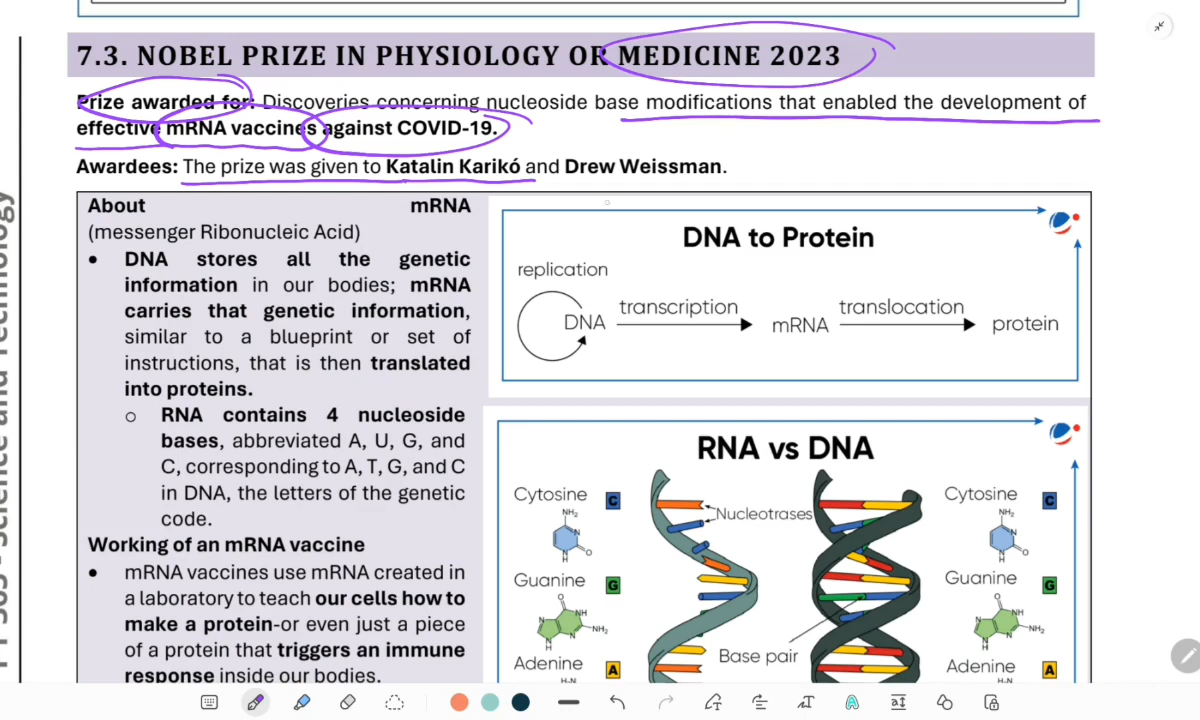 7.3. NOBEL PRIZE IN PHYSIOLOGY OR MEDICINE 2023
Prize awarded for: Discoveries concerning nucleoside base modifications that enabled the development of
effective mRNA vaccines against COVID-19.
Awardees: The prize was given to Katalin Karikó and Drew Weissman.
About mRNA
(messenger Ribonucleic Acid)
• DNA stores all the genetic
information in our bodies; mRNA
carries that genetic information,
similar to a blueprint or set of
instructions, that is then translated
into proteins.
o RNA contains 4 nucleoside
bases, abbreviated A, U, G, and
C, corresponding to A, T, G, and C
in DNA, the letters of the genetic
code.
Working of an mRNA vaccine
• mRNA vaccines use mRNA created in
a laboratory to teach our cells how to
make a protein-or even just a piece
of a protein that triggers an immune
response inside our bodies.
DNA to Protein
replication
DNA transcription mRNA translocation protein
RNA vs DNA
Cytosine C
NH₂
N
O
N
H
Nucleotrases
Cytosine C
NH₂
N
O
N
H
Guanine G
O
N NH
N N NH₂
H
Guanine G
O
N NH
N N NH₂
H
Base pair
Adenine A
H₂N
Adenine A
H₂N